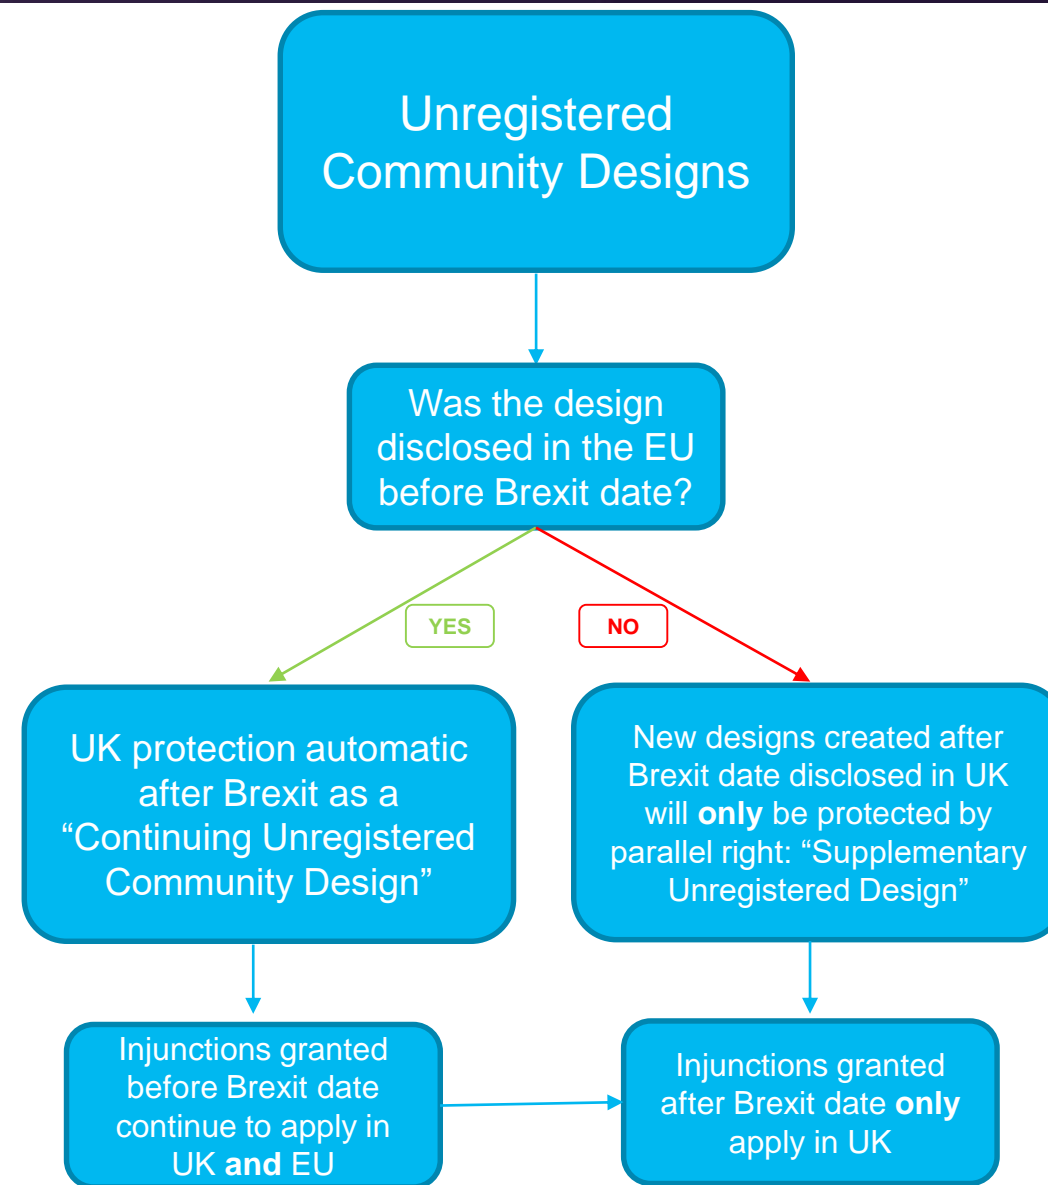 Unregistered
Community Designs
Was the design
disclosed in the EU
before Brexit date?
YES
NO
UK protection automatic
after Brexit as a
“Continuing Unregistered
Community Design”
New designs created after
Brexit date disclosed in UK
will only be protected by
parallel right: “Supplementary
Unregistered Design”
Injunctions granted
before Brexit date
continue to apply in
UK and EU
Injunctions granted
after Brexit date only
apply in UK